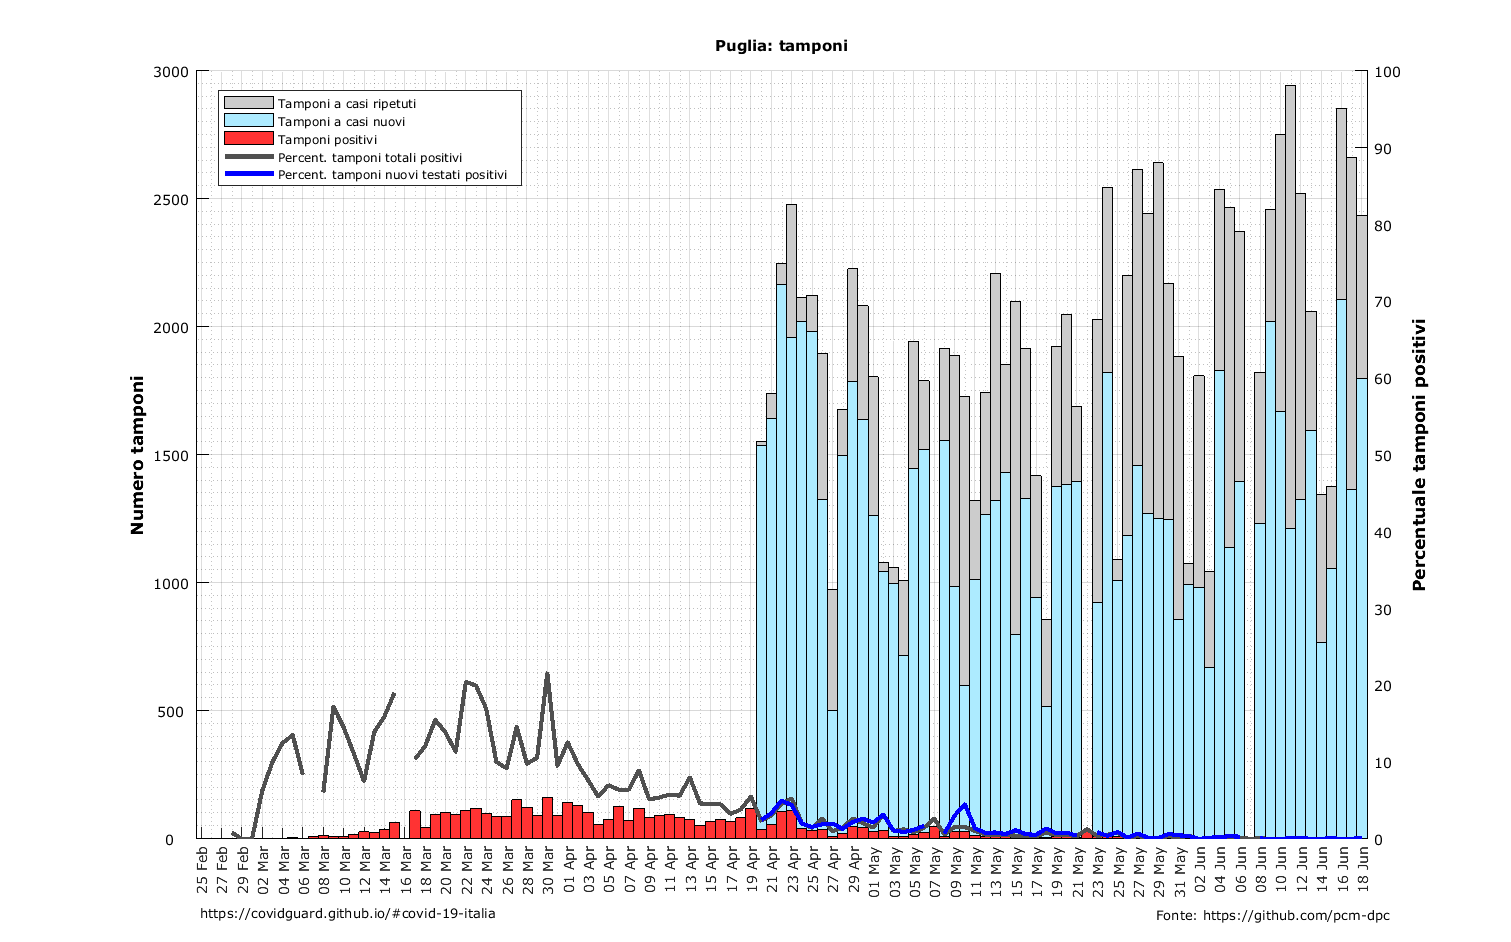 Puglia: tamponi
Tamponi a casi ripetuti
Tamponi a casi nuovi
Tamponi positivi
Percent. tamponi totali positivi
Percent. tamponi nuovi testati positivi
Numero tamponi
3000
2500
2000
1500
1000
500
0
Percentuale tamponi positivi
100
90
80
70
60
50
40
30
20
10
0
25 Feb
27 Feb
29 Feb
02 Mar
04 Mar
06 Mar
08 Mar
10 Mar
12 Mar
14 Mar
16 Mar
18 Mar
20 Mar
22 Mar
24 Mar
26 Mar
28 Mar
30 Mar
01 Apr
03 Apr
05 Apr
07 Apr
09 Apr
11 Apr
13 Apr
15 Apr
17 Apr
19 Apr
21 Apr
23 Apr
25 Apr
27 Apr
29 Apr
01 May
03 May
05 May
07 May
09 May
11 May
13 May
15 May
17 May
19 May
21 May
23 May
25 May
27 May
29 May
31 May
02 Jun
04 Jun
06 Jun
08 Jun
10 Jun
12 Jun
14 Jun
16 Jun
18 Jun
https://covidguard.github.io/#covid-19-italia
Fonte: https://github.com/pcm-dpc